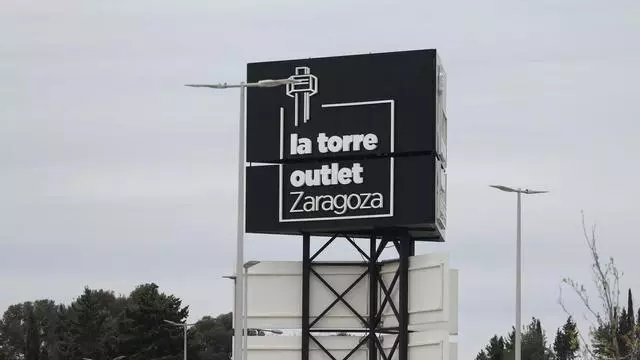 la torre
outlet
Zaragoza